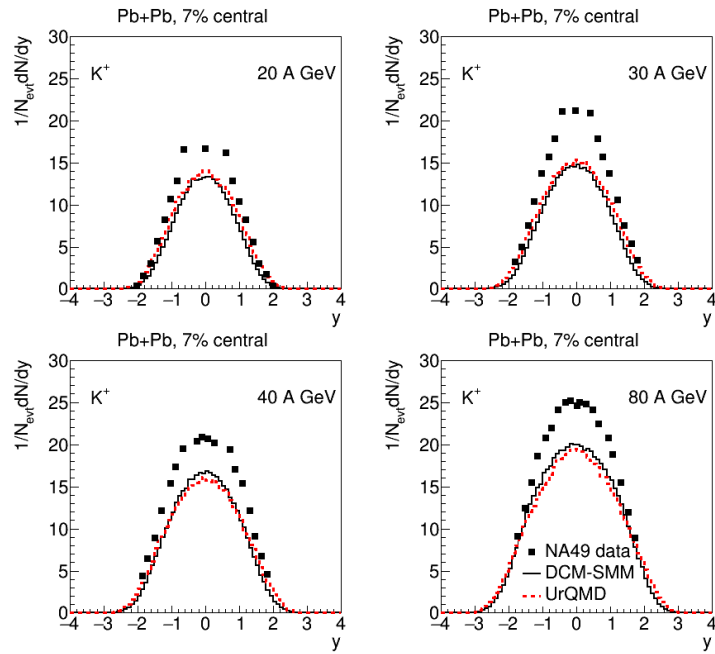 Pb+Pb, 7% central
1/N_evt dN/dy
30
25
20
15
10
5
0
K+
20 A GeV
−4 −3 −2 −1 0 1 2 3 4
y
Pb+Pb, 7% central
1/N_evt dN/dy
30
25
20
15
10
5
0
K+
30 A GeV
−4 −3 −2 −1 0 1 2 3 4
y
Pb+Pb, 7% central
1/N_evt dN/dy
30
25
20
15
10
5
0
K+
40 A GeV
−4 −3 −2 −1 0 1 2 3 4
y
Pb+Pb, 7% central
1/N_evt dN/dy
30
25
20
15
10
5
0
K+
80 A GeV
NA49 data
DCM-SMM
UrQMD
−4 −3 −2 −1 0 1 2 3 4
y